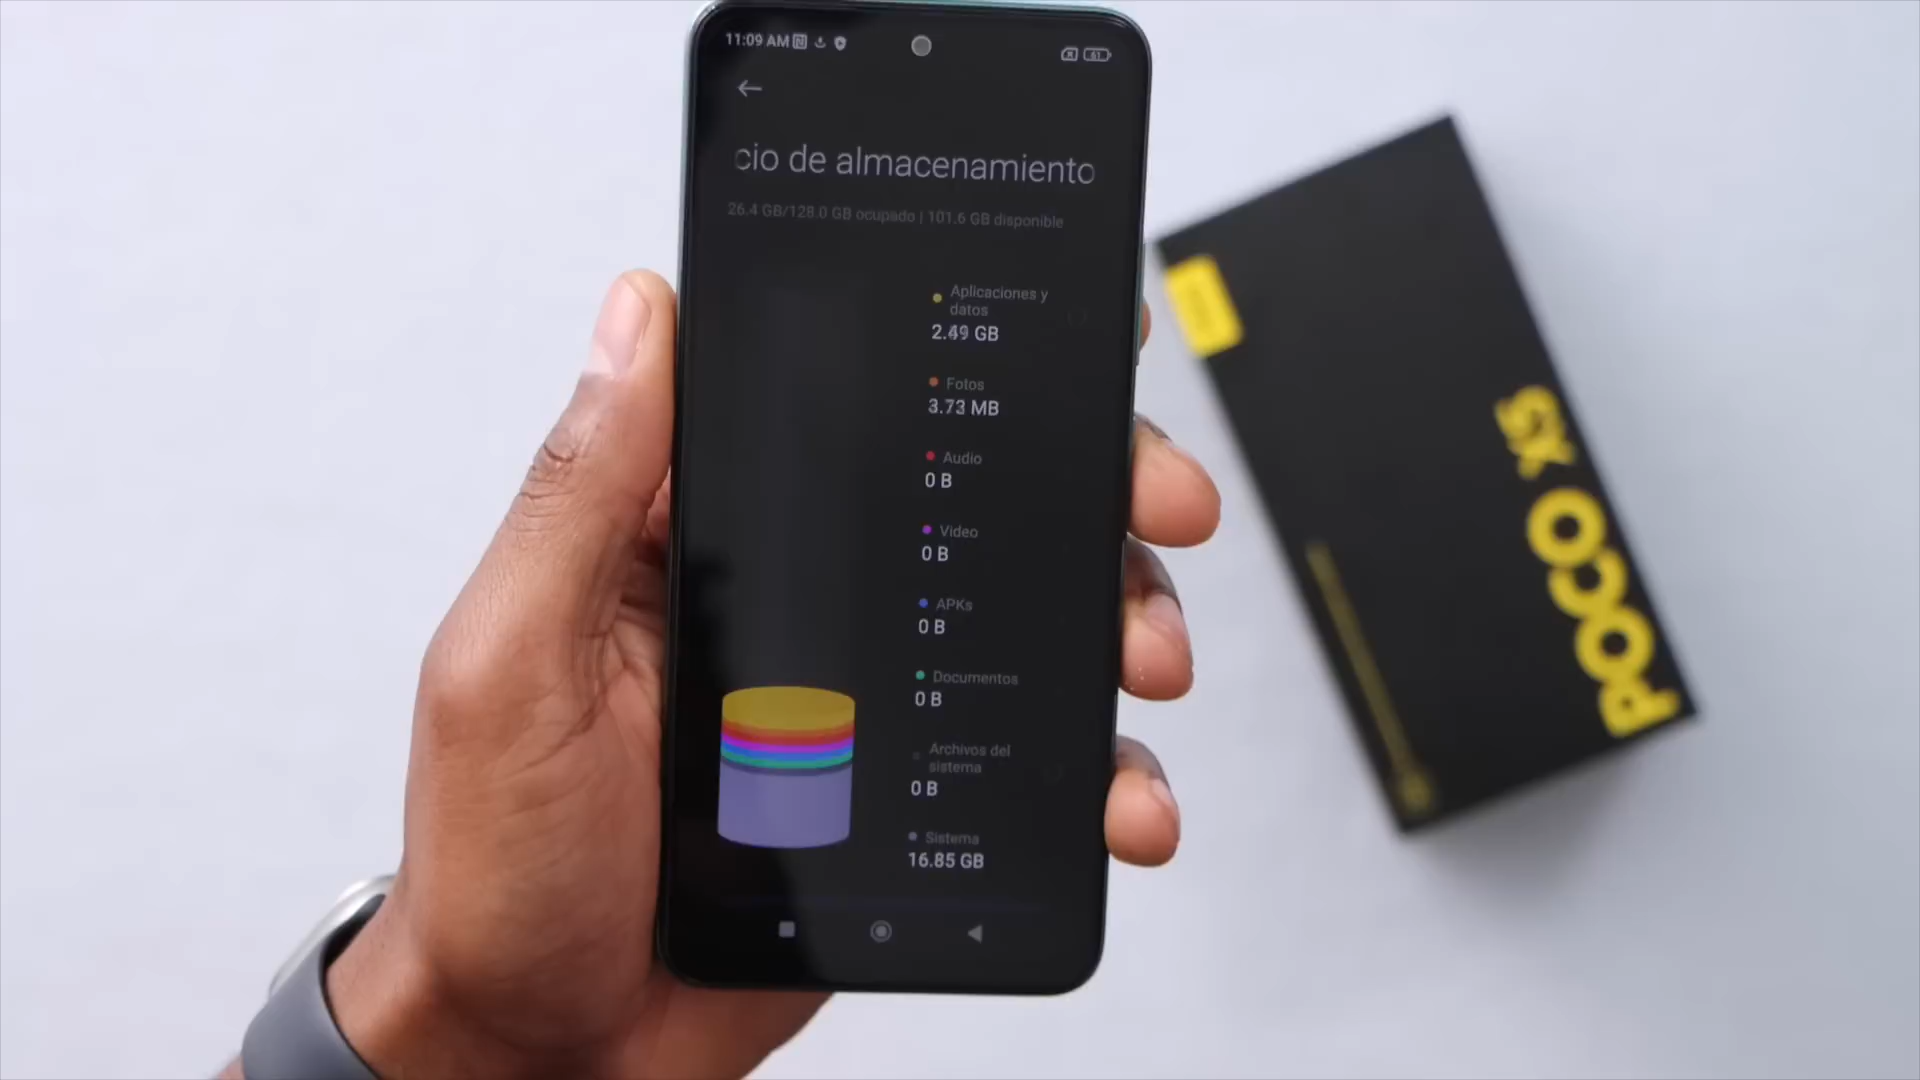 11:09 AM
61
cio de almacenamiento
26.4 GB/128.0 GB ocupado | 101.6 GB disponible
Aplicaciones y
datos
2.49 GB
Fotos
3.73 MB
Audio
0 B
Video
0 B
APKs
0 B
Documentos
0 B
Archivos del
sistema
0 B
Sistema
16.85 GB
POCO X5